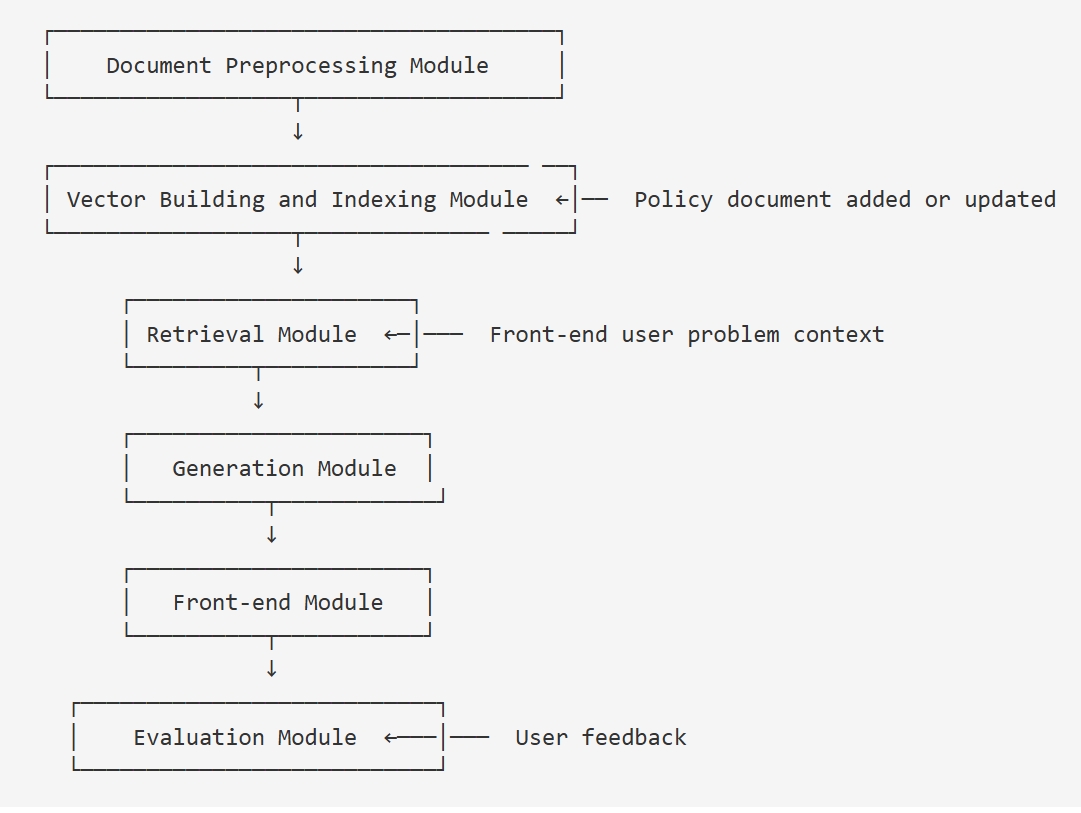 Document Preprocessing Module
Vector Building and Indexing Module ← Policy document added or updated
Retrieval Module ← Front-end user problem context
Generation Module
Front-end Module
Evaluation Module ← User feedback